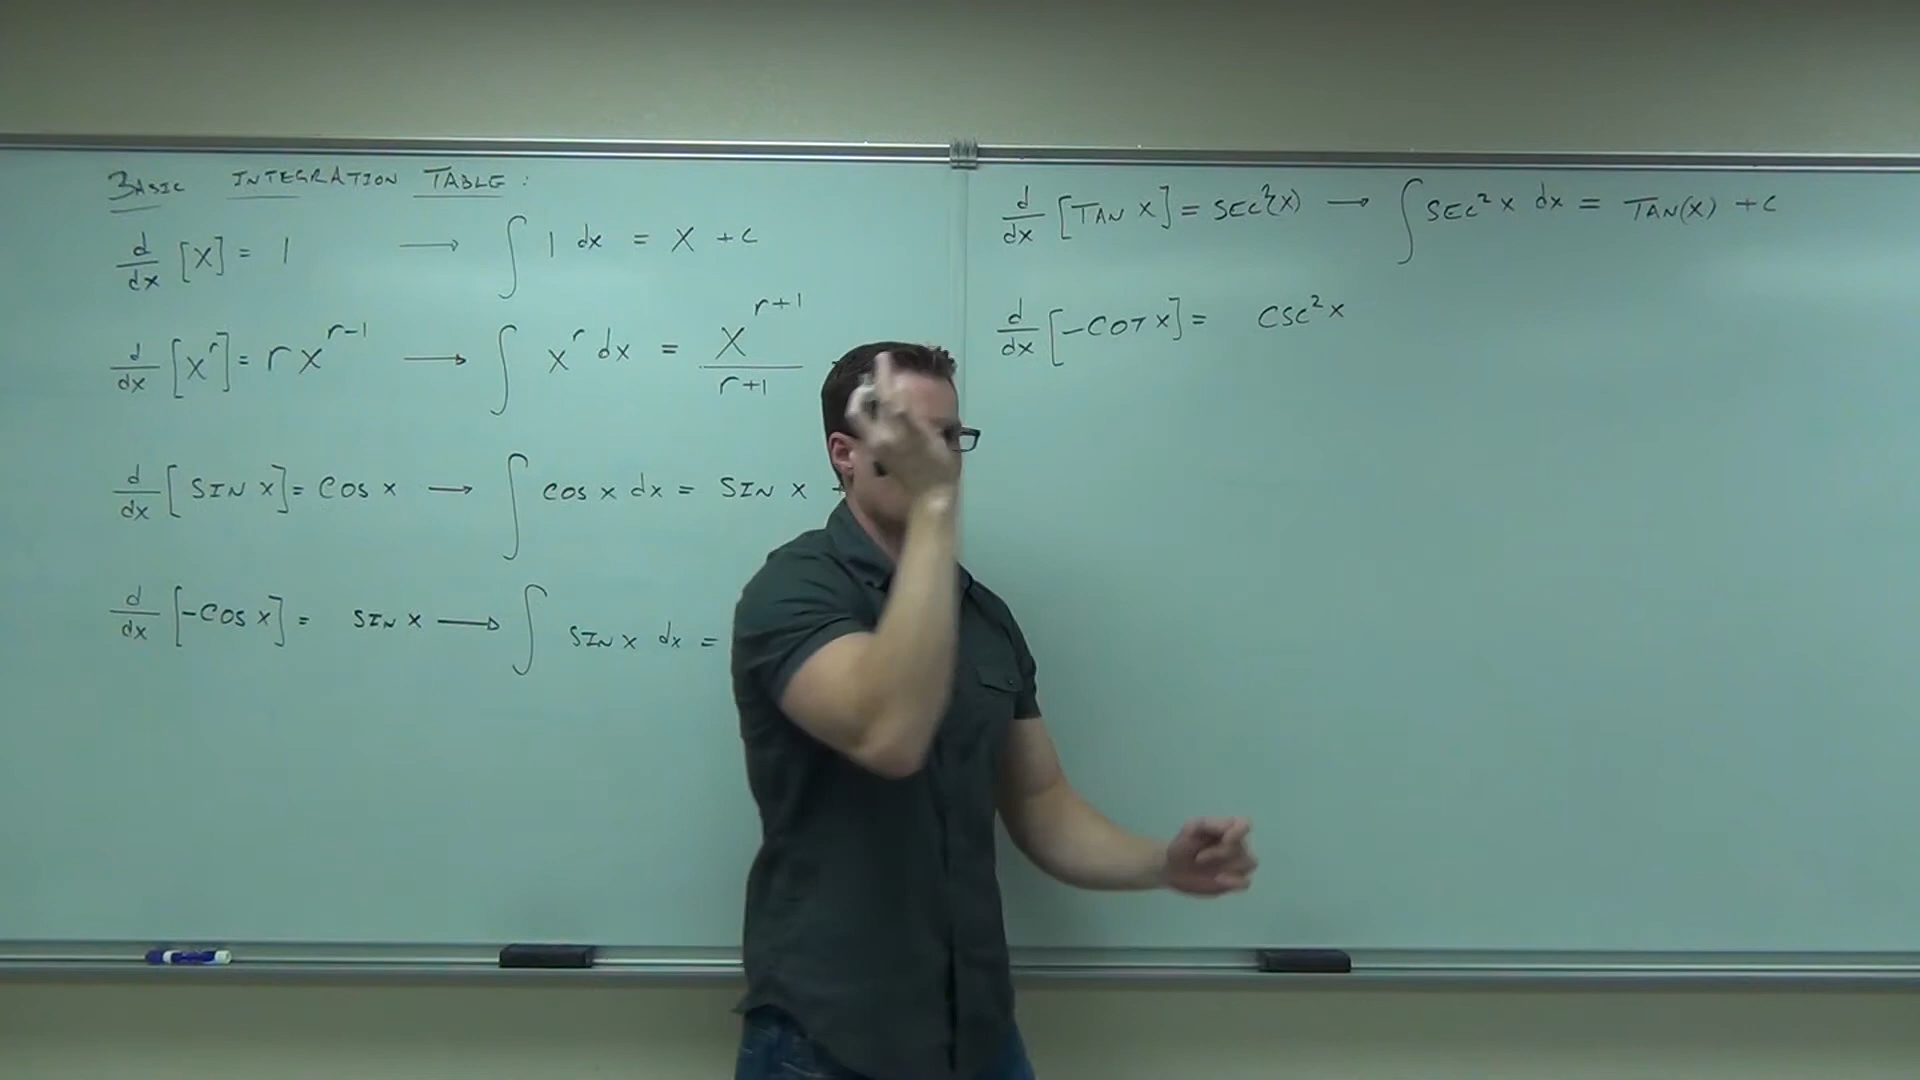 BASIC INTEGRATION TABLE:
d/dx [x] = 1 → ∫ 1 dx = x + c
d/dx [x^r] = r x^(r-1) → ∫ x^r dx = x^(r+1)/(r+1)
d/dx [SIN x] = COS x → ∫ COS x dx = SIN x
d/dx [-COS x] = SIN x → ∫ SIN x dx =
d/dx [TAN x] = SEC²(x) → ∫ SEC² x dx = TAN(x) + C
d/dx [-COT x] = CSC² x